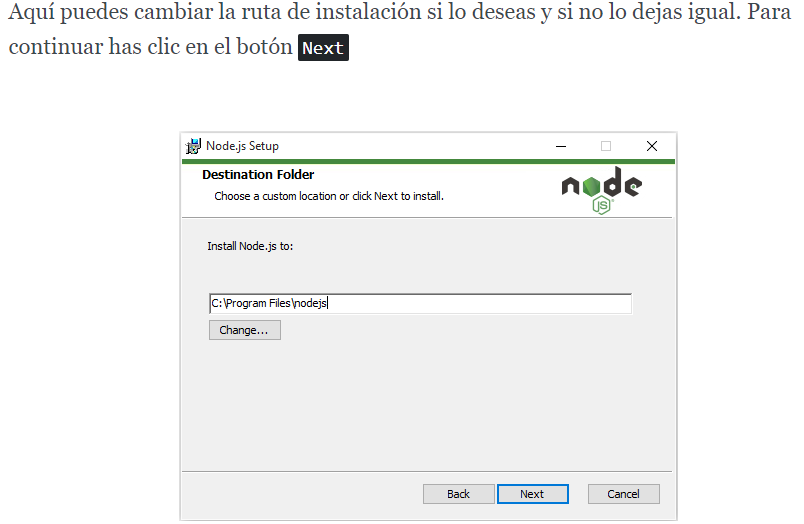 Aquí puedes cambiar la ruta de instalación si lo deseas y si no lo dejas igual. Para
continuar has clic en el botón Next
Node.js Setup
Destination Folder
Choose a custom location or click Next to install.
node
JS
Install Node.js to:
C:\Program Files\nodejs
Change...
Back
Next
Cancel